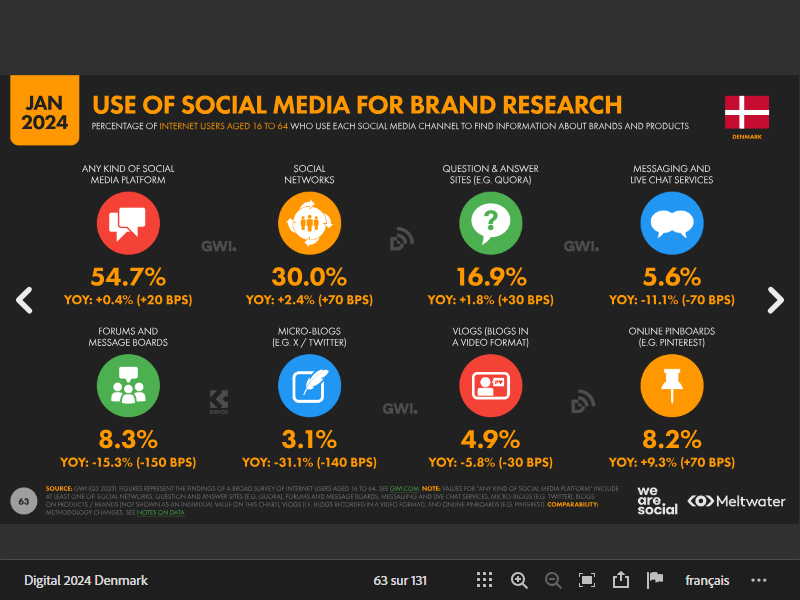 JAN
2024
USE OF SOCIAL MEDIA FOR BRAND RESEARCH
PERCENTAGE OF INTERNET USERS AGED 16 TO 64 WHO USE EACH SOCIAL MEDIA CHANNEL TO FIND INFORMATION ABOUT BRANDS AND PRODUCTS
DENMARK
ANY KIND OF SOCIAL
MEDIA PLATFORM
54.7%
YOY: +0.4% (+20 BPS)
SOCIAL
NETWORKS
30.0%
YOY: +2.4% (+70 BPS)
QUESTION & ANSWER
SITES (E.G. QUORA)
?
16.9%
YOY: +1.8% (+30 BPS)
MESSAGING AND
LIVE CHAT SERVICES
5.6%
YOY: -11.1% (-70 BPS)
GWI.
GWI.
FORUMS AND
MESSAGE BOARDS
8.3%
YOY: -15.3% (-150 BPS)
MICRO-BLOGS
(E.G. X / TWITTER)
3.1%
YOY: -31.1% (-140 BPS)
VLOGS (BLOGS IN
A VIDEO FORMAT)
4.9%
YOY: -5.8% (-30 BPS)
ONLINE PINBOARDS
(E.G. PINTEREST)
8.2%
YOY: +9.3% (+70 BPS)
KEPIOS
GWI.
63
SOURCE: GWI (Q3 2023). FIGURES REPRESENT THE FINDINGS OF A BROAD SURVEY OF INTERNET USERS AGED 16 TO 64. SEE GWI.COM. NOTE: VALUES FOR "ANY KIND OF SOCIAL MEDIA PLATFORM" INCLUDE
AT LEAST ONE OF: SOCIAL NETWORKS, QUESTION AND ANSWER SITES (E.G. QUORA), FORUMS AND MESSAGE BOARDS, MESSAGING AND LIVE CHAT SERVICES, MICRO-BLOGS (E.G. TWITTER), BLOGS
ON PRODUCTS / BRANDS (NOT SHOWN AS AN INDIVIDUAL VALUE ON THIS CHART), VLOGS (I.E. BLOGS RECORDED IN A VIDEO FORMAT), AND ONLINE PINBOARDS (E.G. PINTEREST). COMPARABILITY:
METHODOLOGY CHANGES. SEE NOTES ON DATA.
we
are.
social
Meltwater
Digital 2024 Denmark
63 sur 131
français